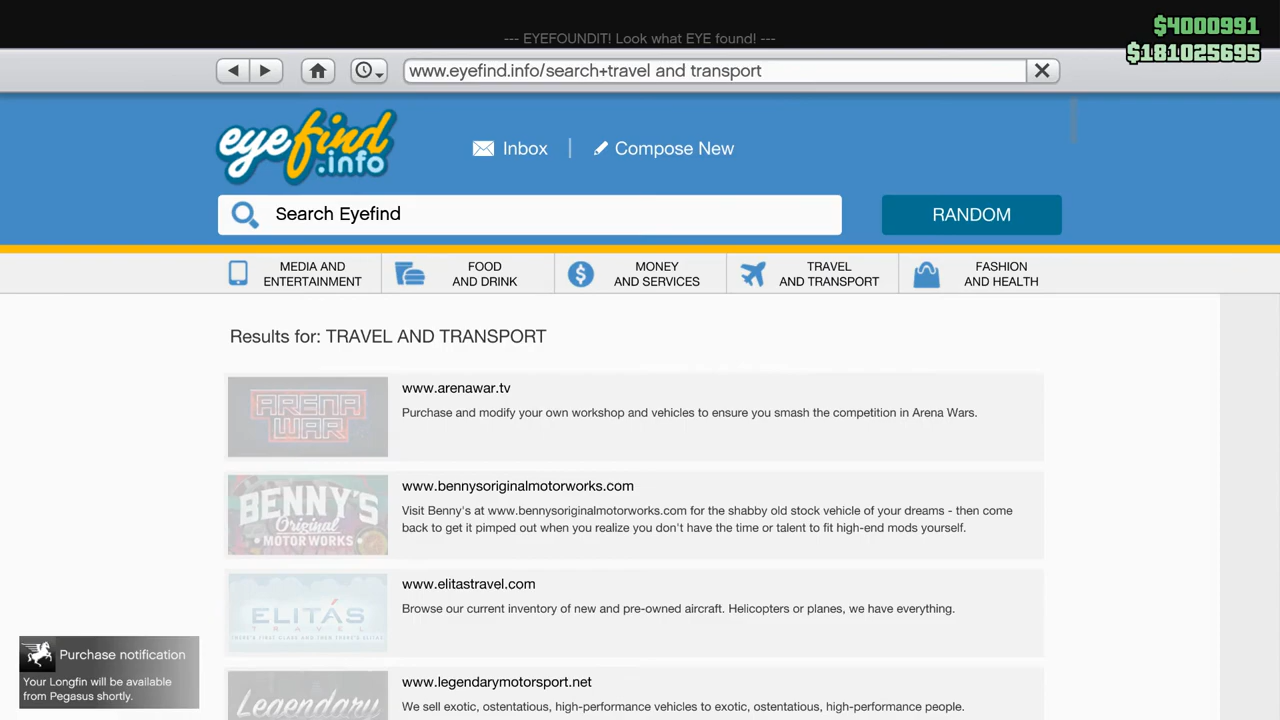 $4000991
--- EYEFOUNDIT! Look what EYE found! ---
$181025695
www.eyefind.info/search+travel and transport
eyefind
.info
Inbox
Compose New
Search Eyefind
RANDOM
MEDIA AND
ENTERTAINMENT
FOOD
AND DRINK
MONEY
AND SERVICES
TRAVEL
AND TRANSPORT
FASHION
AND HEALTH
Results for: TRAVEL AND TRANSPORT
ARENA
WAR
www.arenawar.tv
Purchase and modify your own workshop and vehicles to ensure you smash the competition in Arena Wars.
BENNY'S
Original
MOTOR WORKS
www.bennysoriginalmotorworks.com
Visit Benny's at www.bennysoriginalmotorworks.com for the shabby old stock vehicle of your dreams - then come
back to get it pimped out when you realize you don't have the time or talent to fit high-end mods yourself.
ELITÁS
TRAVEL
THERE'S FIRST CLASS AND THEN THERE'S ELITÁS
www.elitastravel.com
Browse our current inventory of new and pre-owned aircraft. Helicopters or planes, we have everything.
Legendary
www.legendarymotorsport.net
We sell exotic, ostentatious, high-performance vehicles to exotic, ostentatious, high-performance people.
Purchase notification
Your Longfin will be available
from Pegasus shortly.